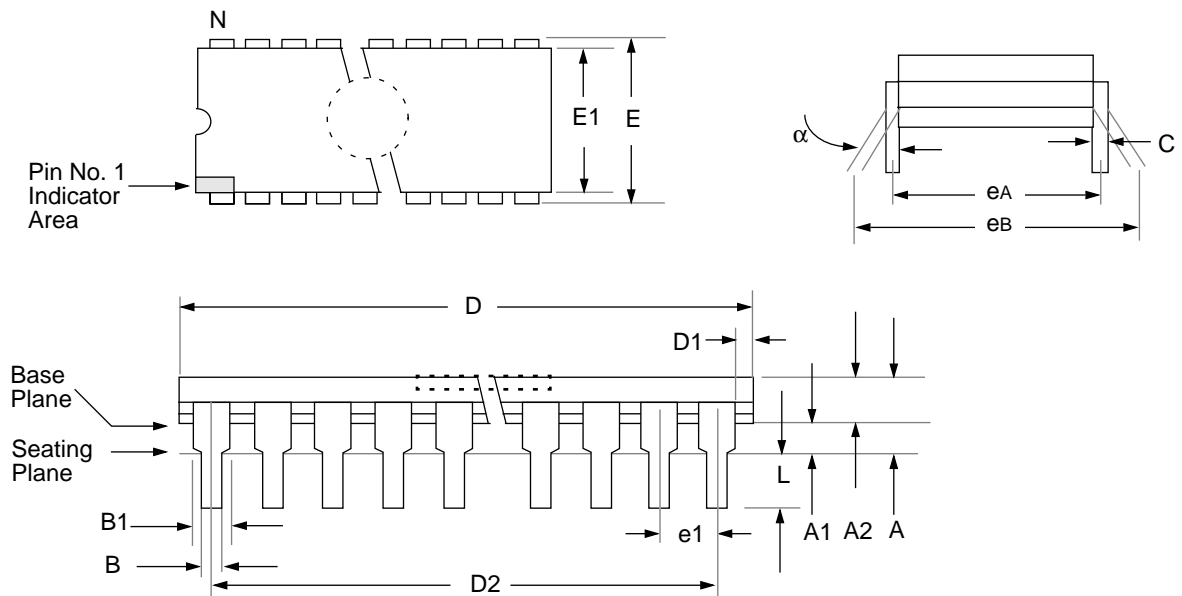 N
E1
E
Pin No. 1
Indicator
Area
α
C
eA
eB
D
D1
Base
Plane
Seating
Plane
L
B1
e1
A1
A2
A
B
D2